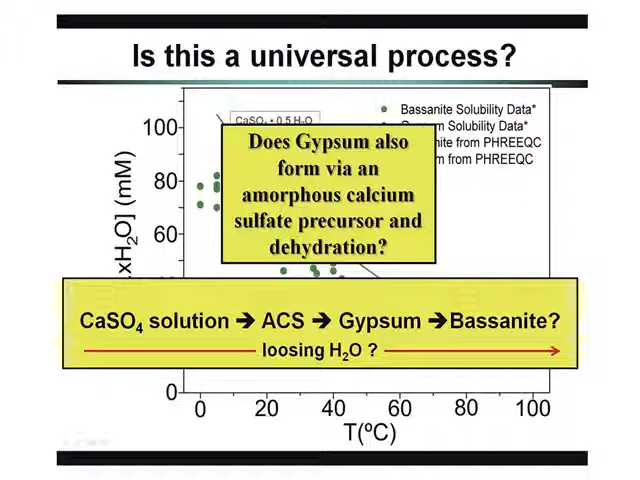 Is this a universal process?
CaSO₄ • 0.5 H₂O
Bassanite Solubility Data*
Solubility Data*
from PHREEQC
from PHREEQC
Does Gypsum also
form via an
amorphous calcium
sulfate precursor and
dehydration?
100
80
60
xH₂O] (mM)
CaSO₄ solution ➔ ACS ➔ Gypsum ➔Bassanite?
loosing H₂O ?
0
0 20 40 60 80 100
T(ºC)